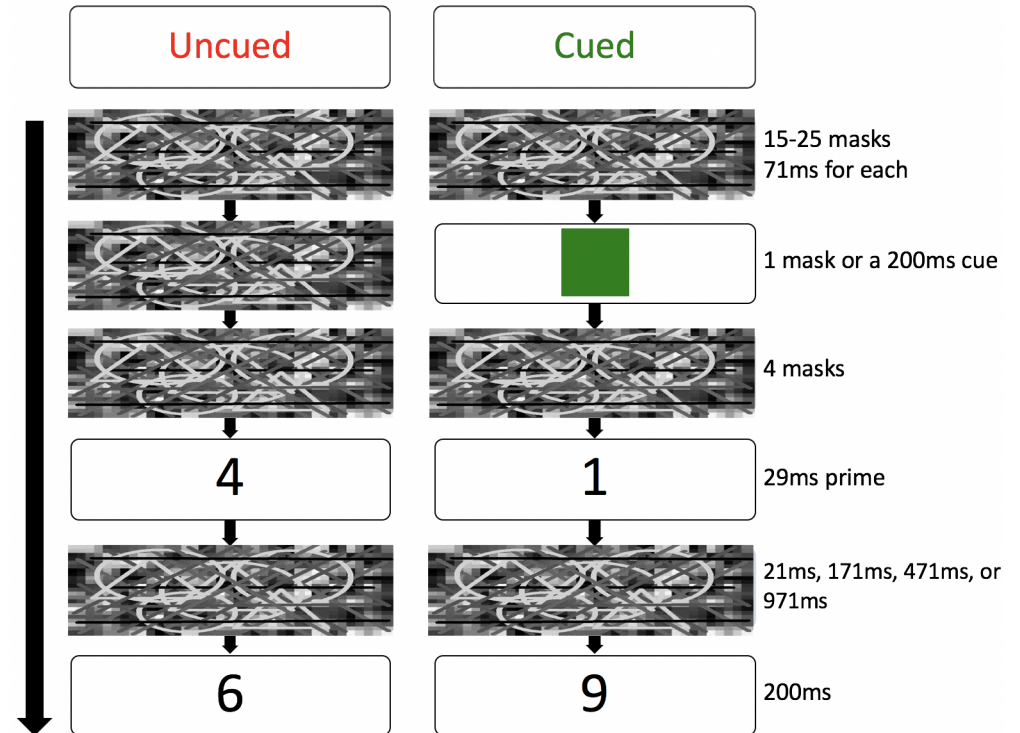 Uncued Cued
15-25 masks
71ms for each
1 mask or a 200ms cue
4 masks
4 1 29ms prime
21ms, 171ms, 471ms, or
971ms
6 9 200ms